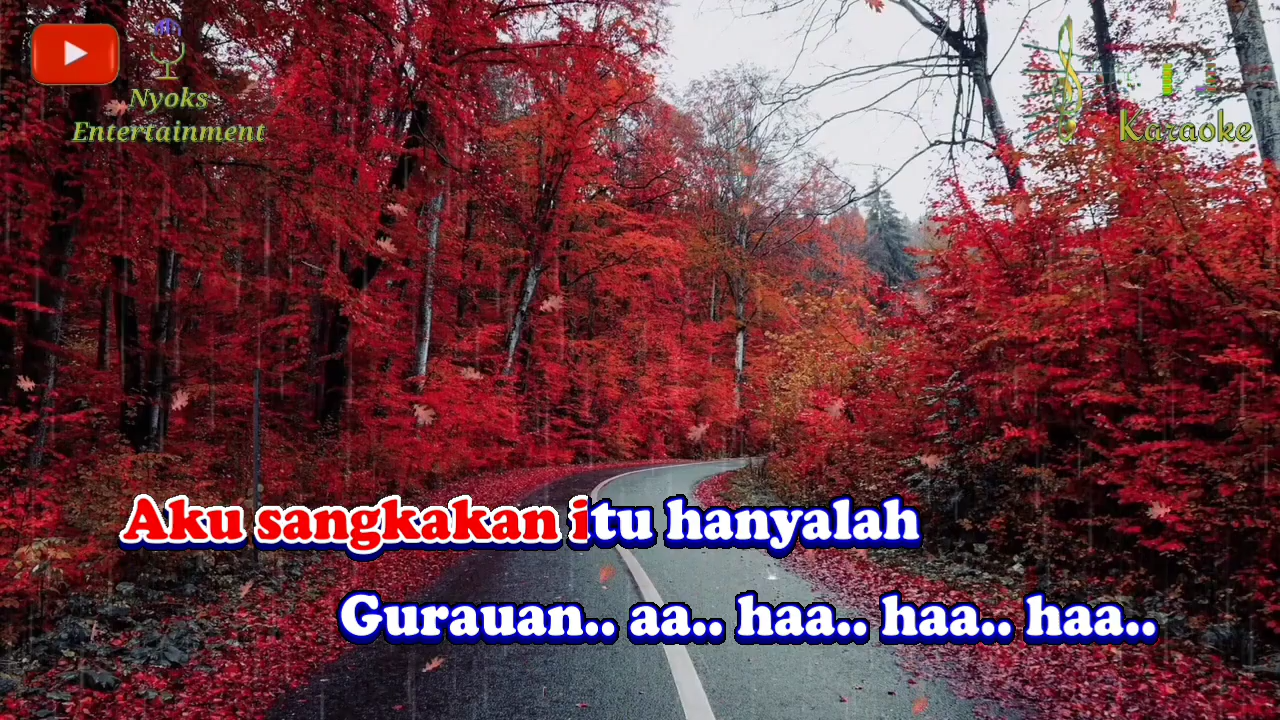 Nyoks
Entertainment
Karaoke
Aku sangkakan itu hanyalah
Gurauan.. aa.. haa.. haa.. haa..